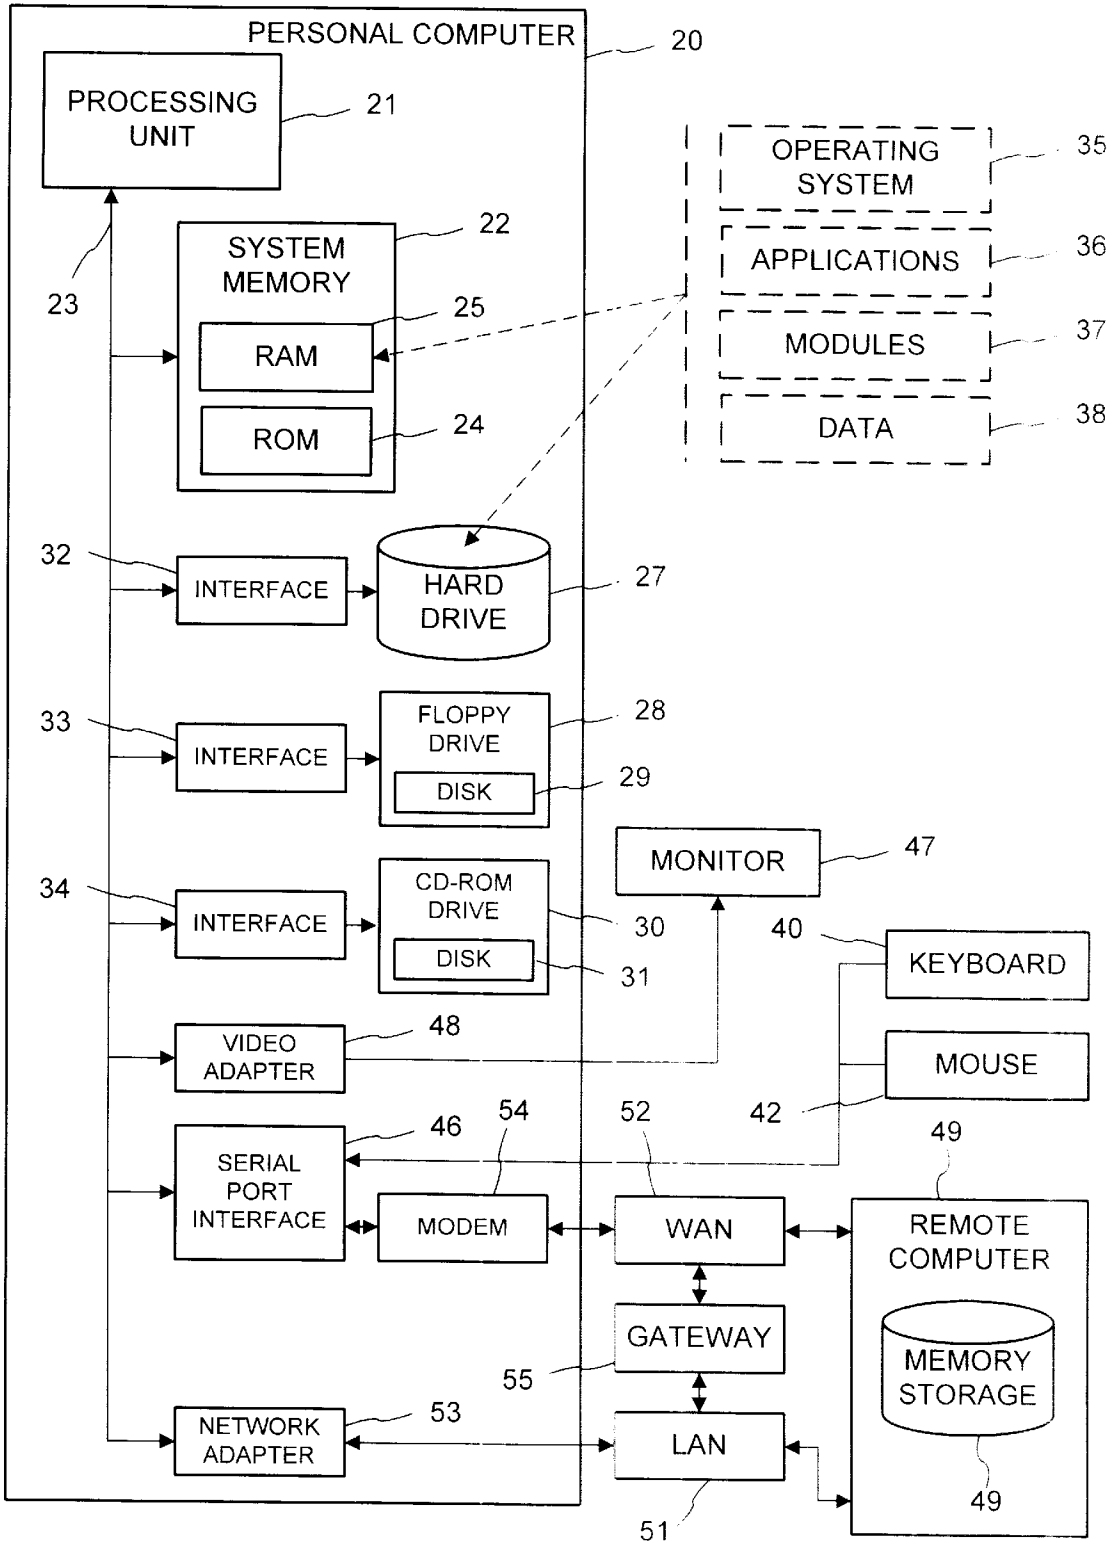 PERSONAL COMPUTER
20
PROCESSING
UNIT
21
23
SYSTEM
MEMORY
22
25
RAM
ROM
24
OPERATING
SYSTEM
35
APPLICATIONS
36
MODULES
37
DATA
38
32
INTERFACE
HARD
DRIVE
27
33
INTERFACE
FLOPPY
DRIVE
28
DISK
29
34
INTERFACE
CD-ROM
DRIVE
30
DISK
31
MONITOR
47
40
KEYBOARD
MOUSE
42
VIDEO
ADAPTER
48
SERIAL
PORT
INTERFACE
46
54
MODEM
52
WAN
GATEWAY
55
LAN
51
49
REMOTE
COMPUTER
MEMORY
STORAGE
49
NETWORK
ADAPTER
53